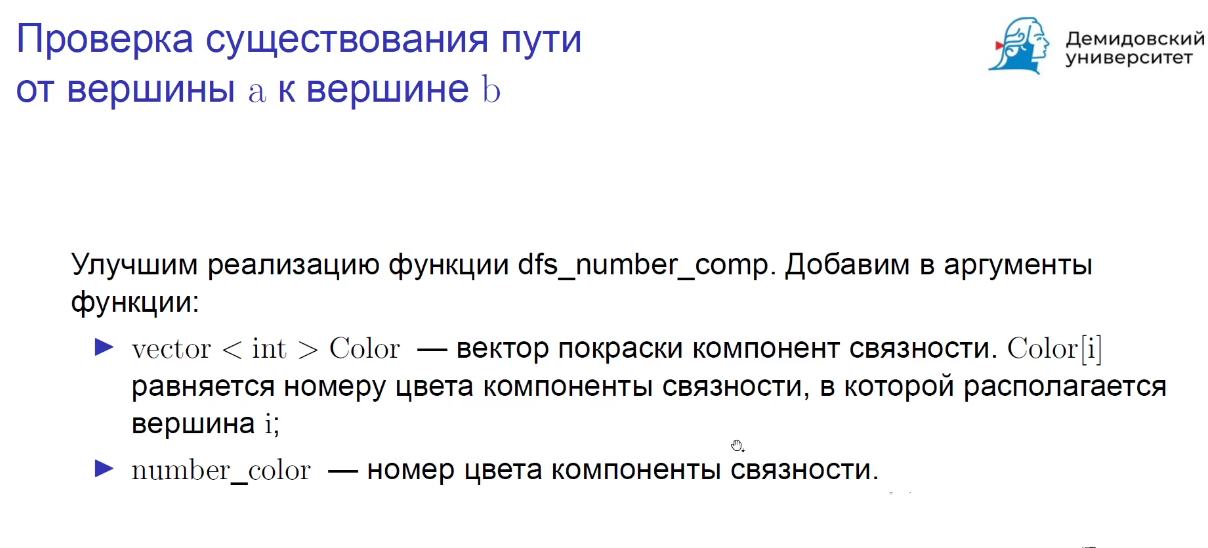 Проверка существования пути
от вершины a к вершине b
Демидовский
университет
Улучшим реализацию функции dfs_number_comp. Добавим в аргументы
функции:
► vector < int > Color — вектор покраски компонент связности. Color[i]
равняется номеру цвета компоненты связности, в которой располагается
вершина i;
► number_color — номер цвета компоненты связности.